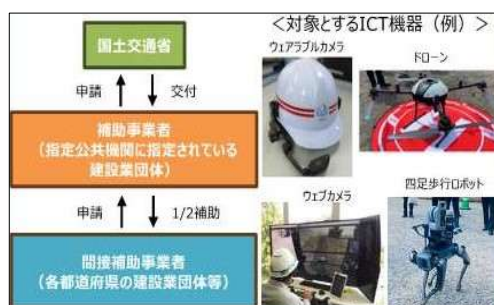 国土交通省
申請
交付
補助事業者
(指定公共機関に指定されている
建設業団体)
申請
1/2補助
間接補助事業者
(各都道府県の建設業団体等)
<対象とするICT機器(例)>
ウェアラブルカメラ
ドローン
ウェブカメラ
四足歩行ロボット